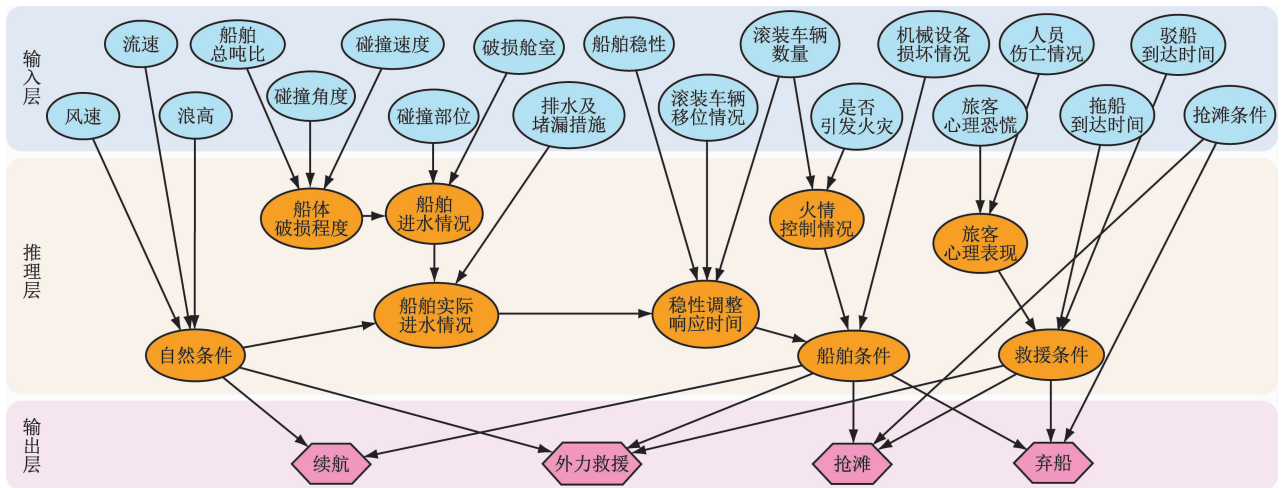 输入层
流速
船舶
总吨比
碰撞速度
破损舱室
船舶稳性
滚装车辆
数量
机械设备
损坏情况
人员
伤亡情况
驳船
到达时间
风速
浪高
碰撞角度
碰撞部位
排水及
堵漏措施
滚装车辆
移位情况
是否
引发火灾
旅客
心理恐慌
拖船
到达时间
抢滩条件
推理层
船体
破损程度
船舶
进水情况
火情
控制情况
旅客
心理表现
船舶实际
进水情况
稳性调整
响应时间
自然条件
船舶条件
救援条件
输出层
续航
外力救援
抢滩
弃船